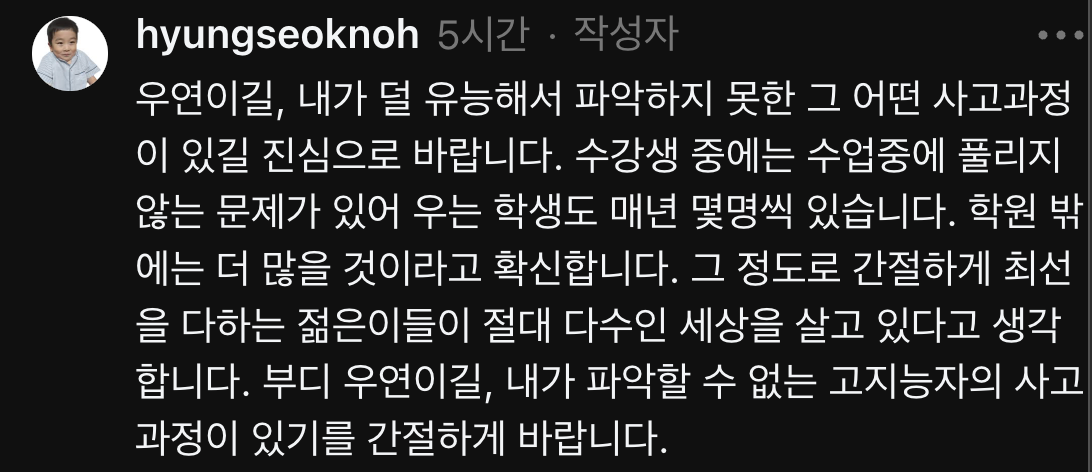 hyungseoknoh 5시간 · 작성자
우연이길, 내가 덜 유능해서 파악하지 못한 그 어떤 사고과정
이 있길 진심으로 바랍니다. 수강생 중에는 수업중에 풀리지
않는 문제가 있어 우는 학생도 매년 몇명씩 있습니다. 학원 밖
에는 더 많을 것이라고 확신합니다. 그 정도로 간절하게 최선
을 다하는 젊은이들이 절대 다수인 세상을 살고 있다고 생각
합니다. 부디 우연이길, 내가 파악할 수 없는 고지능자의 사고
과정이 있기를 간절하게 바랍니다.